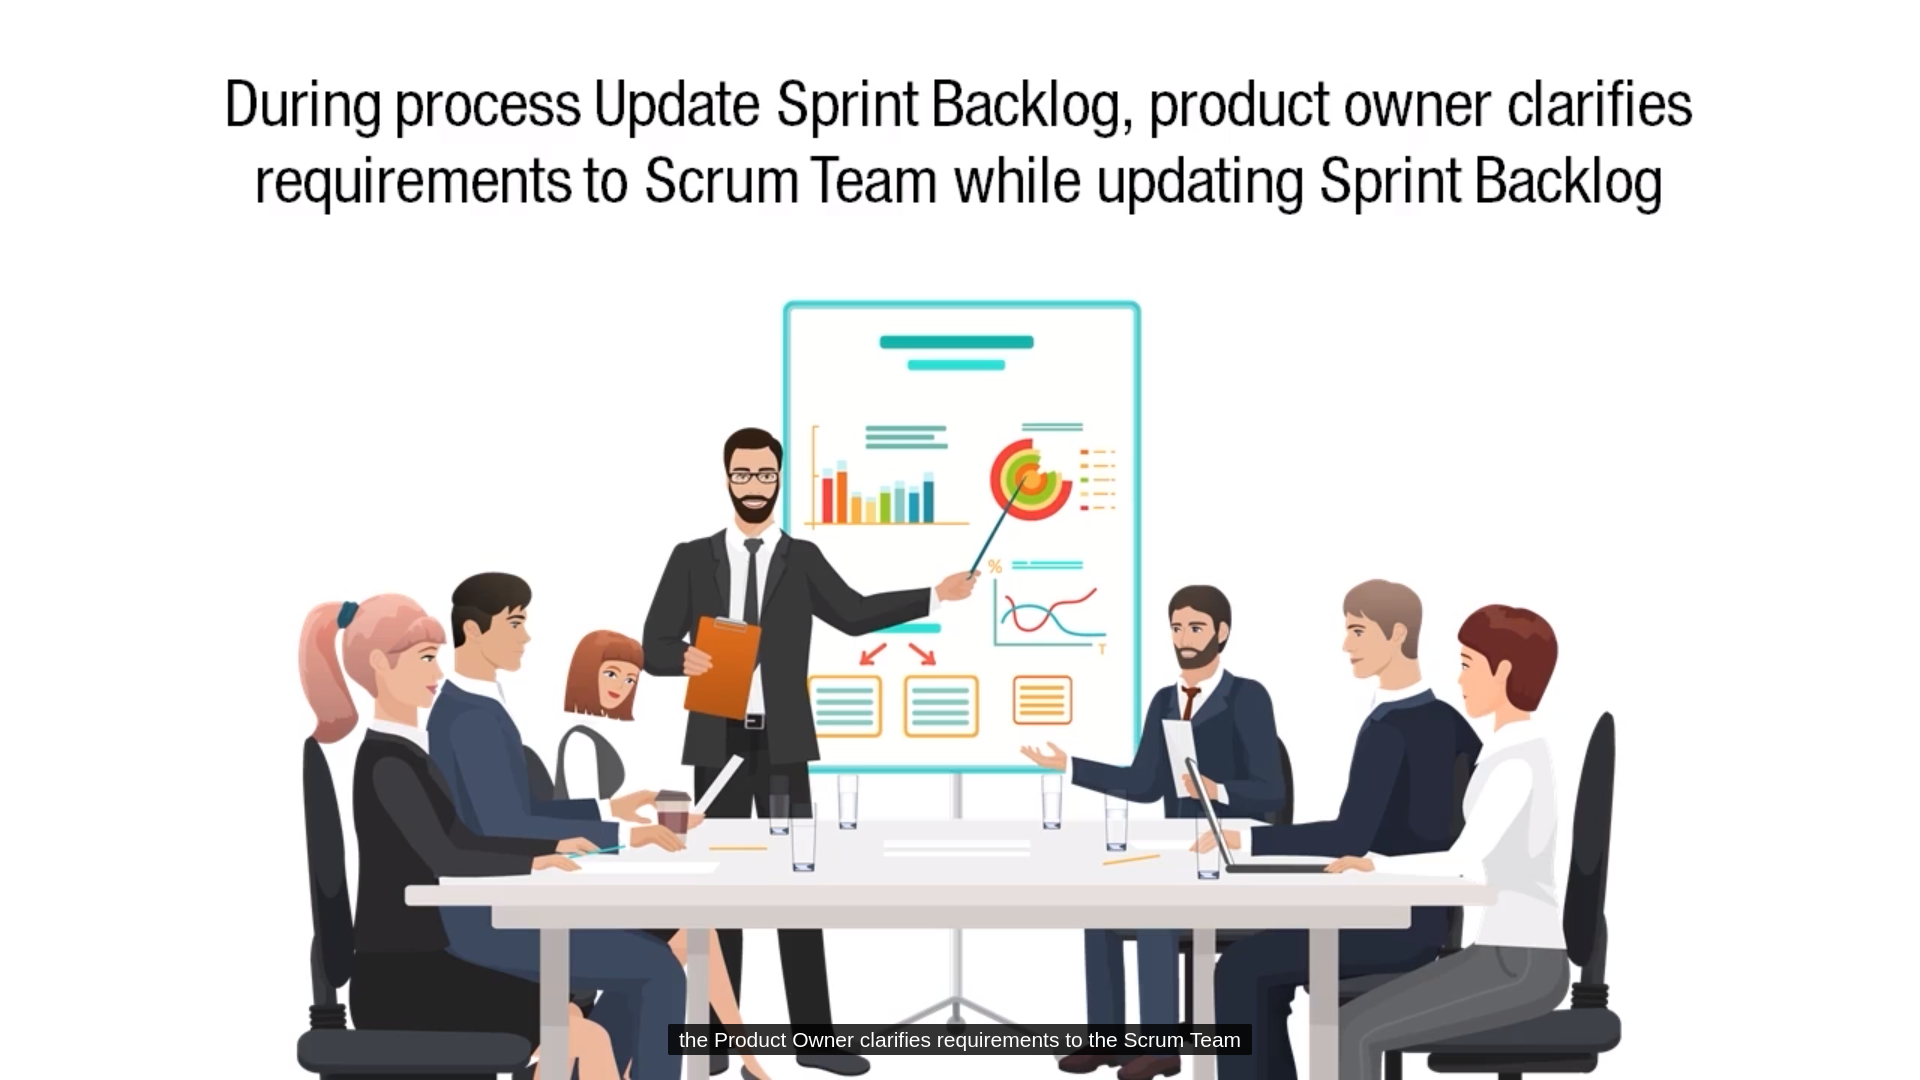 During process Update Sprint Backlog, product owner clarifies
requirements to Scrum Team while updating Sprint Backlog
%
T
the Product Owner clarifies requirements to the Scrum Team